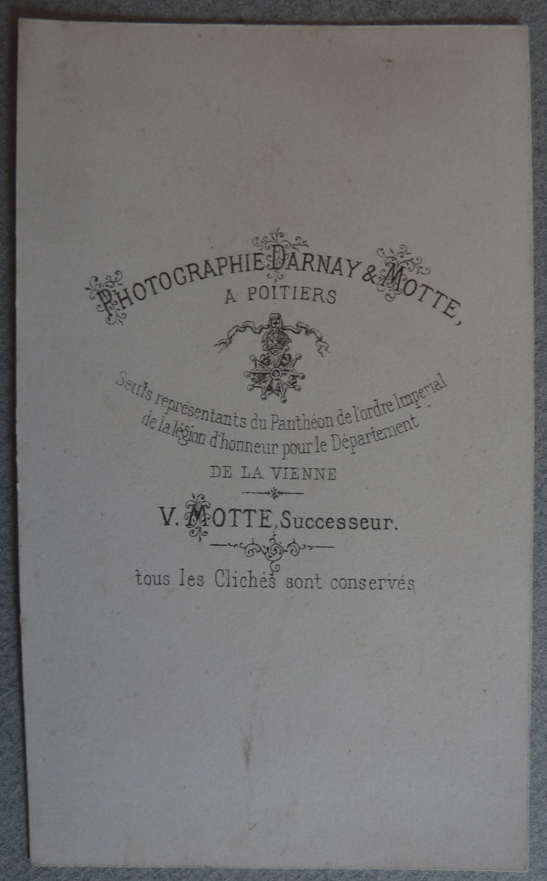 PHOTOGRAPHIE DARNAY & MOTTE,
A POITIERS
Seuls représentants du Panthéon de l'ordre Imperial
de la légion d'honneur pour le Département
DE LA VIENNE
V. MOTTE, Successeur.
tous les Clichés sont conservés